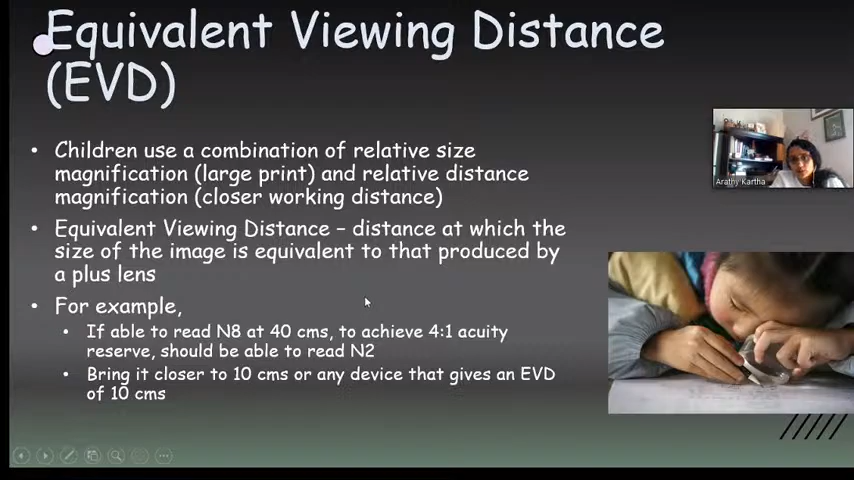 Equivalent Viewing Distance
(EVD)
• Children use a combination of relative size
magnification (large print) and relative distance
magnification (closer working distance)
• Equivalent Viewing Distance – distance at which the
size of the image is equivalent to that produced by
a plus lens
• For example,
• If able to read N8 at 40 cms, to achieve 4:1 acuity
reserve, should be able to read N2
• Bring it closer to 10 cms or any device that gives an EVD
of 10 cms
Arathy Kartha